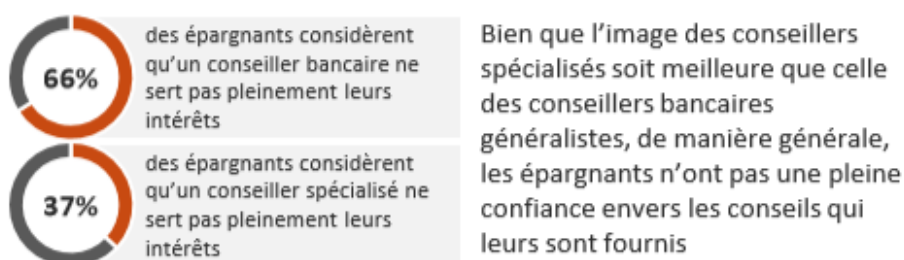 66%
des épargnants considèrent
qu'un conseiller bancaire ne
sert pas pleinement leurs
intérêts
37%
des épargnants considèrent
qu'un conseiller spécialisé ne
sert pas pleinement leurs
intérêts
Bien que l'image des conseillers
spécialisés soit meilleure que celle
des conseillers bancaires
généralistes, de manière générale,
les épargnants n'ont pas une pleine
confiance envers les conseils qui
leurs sont fournis